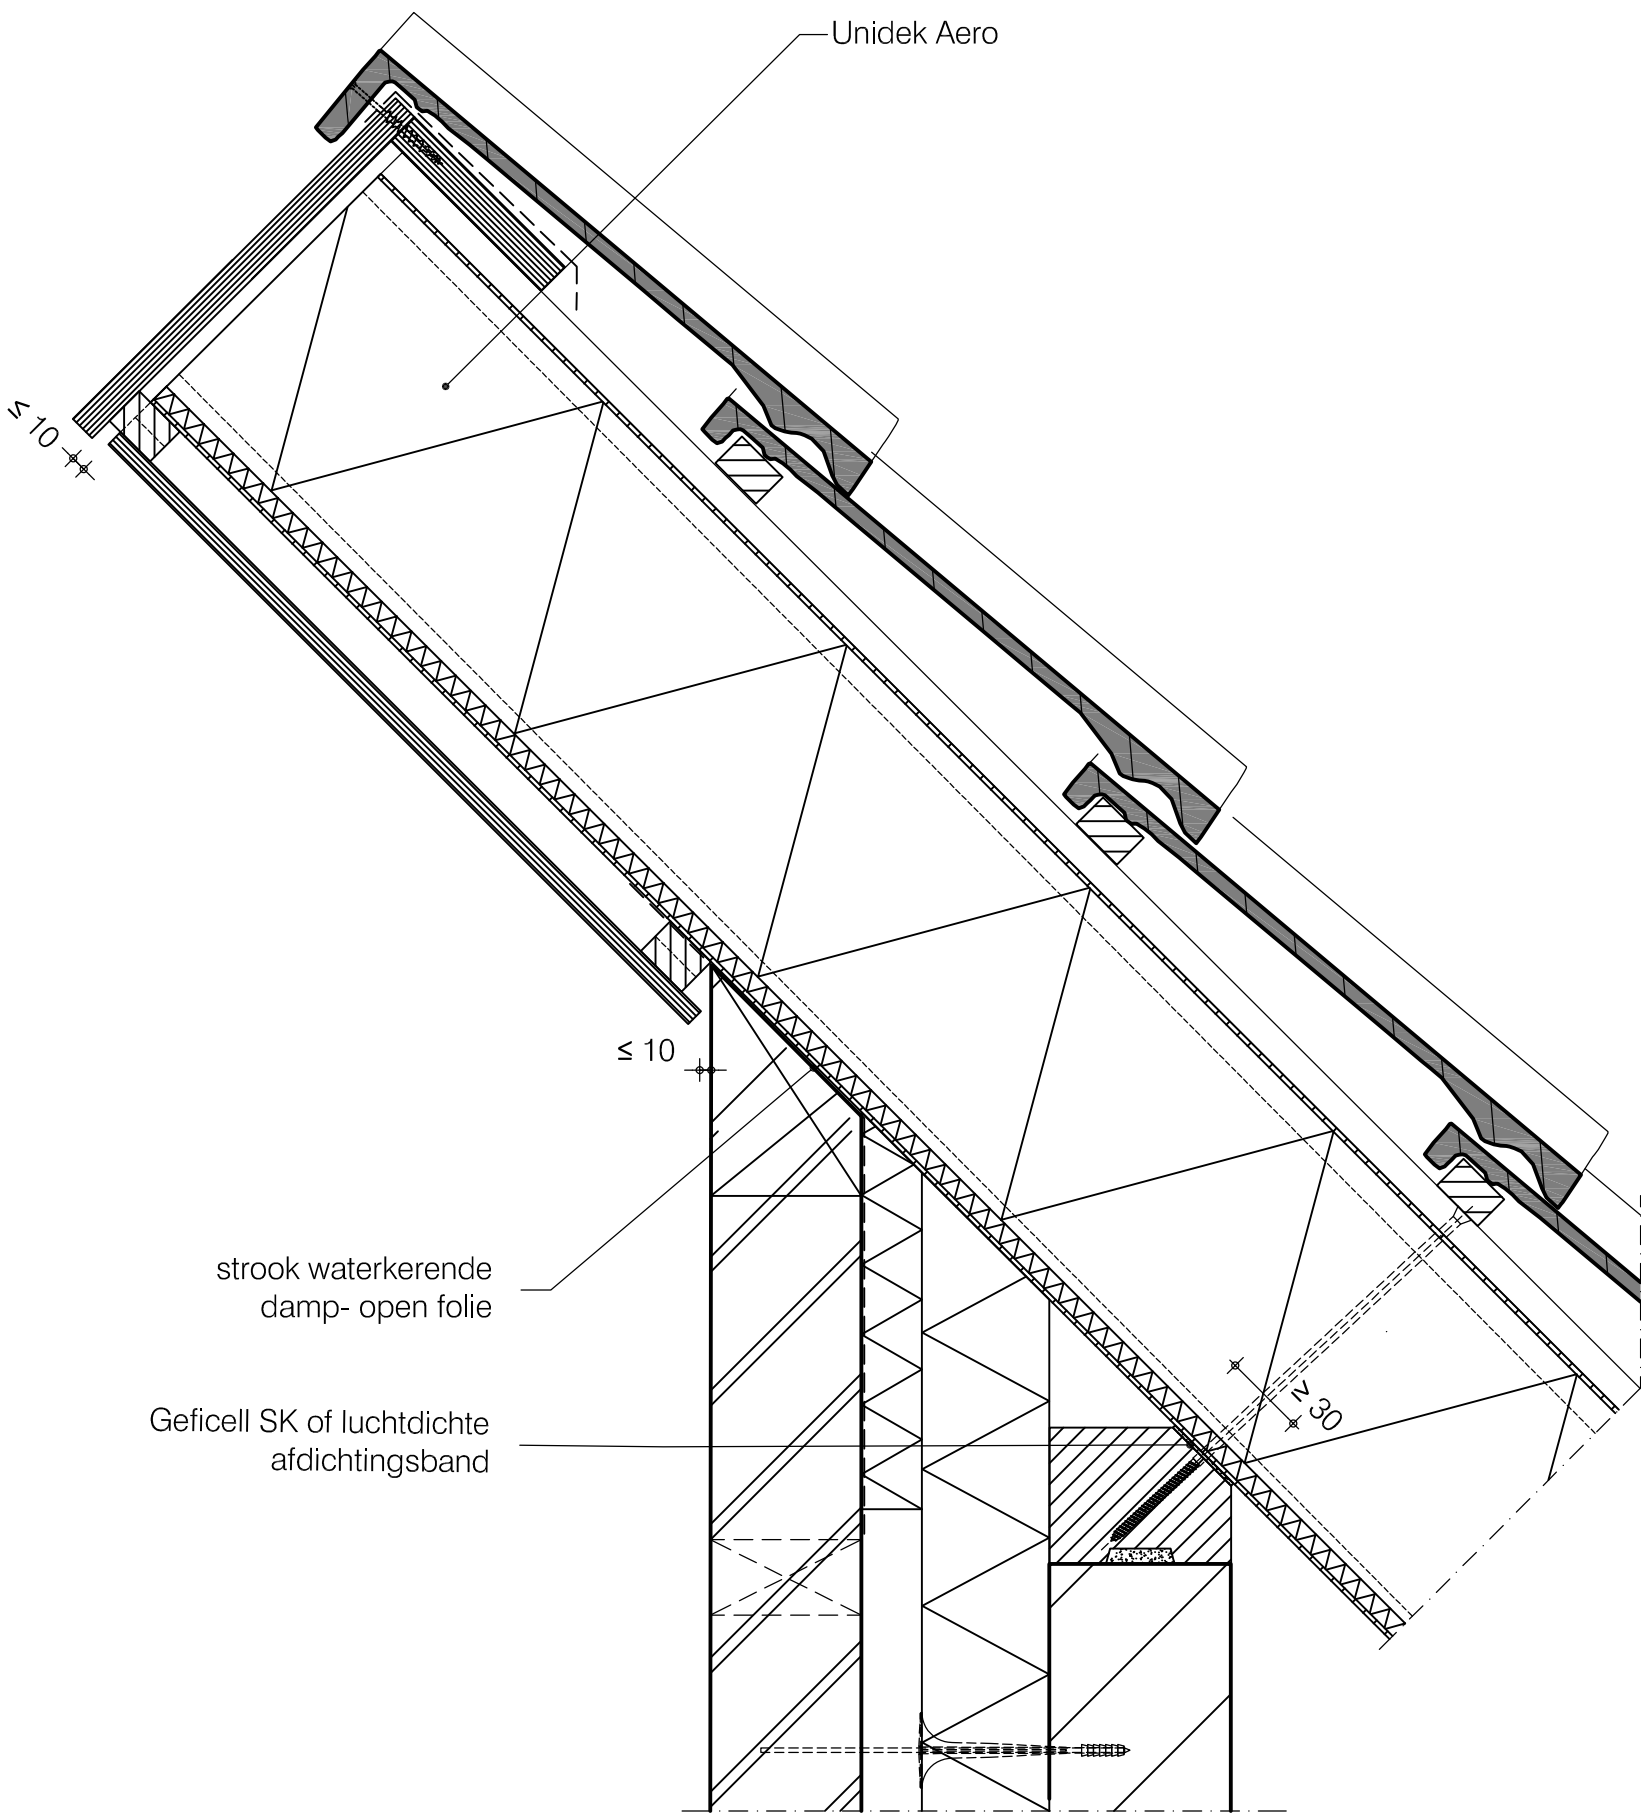 Unidek Aero
≤ 10
≤ 10
strook waterkerende
damp- open folie
≥ 30
Geficell SK of luchtdichte
afdichtingsband